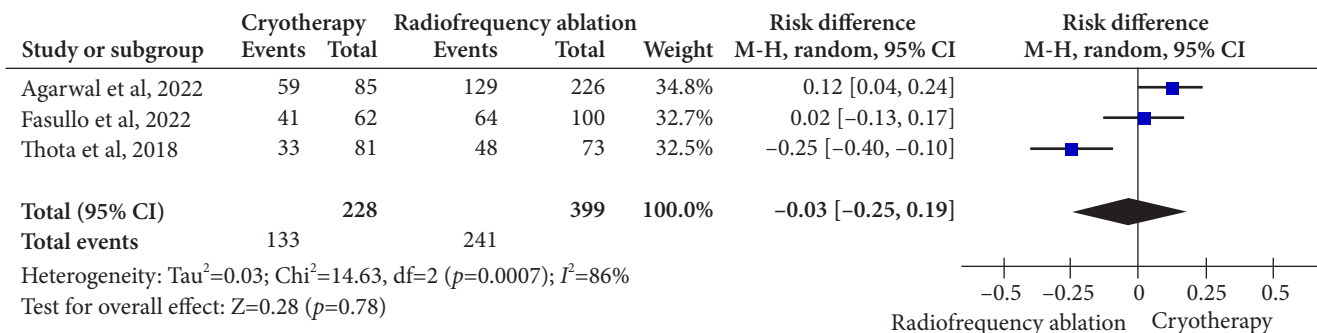 Cryotherapy Radiofrequency ablation Risk difference Risk difference
Study or subgroup Events Total Events Total Weight M-H, random, 95% CI M-H, random, 95% CI
Agarwal et al, 2022 59 85 129 226 34.8% 0.12 [0.04, 0.24]
Fasullo et al, 2022 41 62 64 100 32.7% 0.02 [−0.13, 0.17]
Thota et al, 2018 33 81 48 73 32.5% −0.25 [−0.40, −0.10]
Total (95% CI) 228 399 100.0% −0.03 [−0.25, 0.19]
Total events 133 241
Heterogeneity: Tau²=0.03; Chi²=14.63, df=2 (p=0.0007); I²=86%
Test for overall effect: Z=0.28 (p=0.78)
−0.5 −0.25 0 0.25 0.5
Radiofrequency ablation Cryotherapy